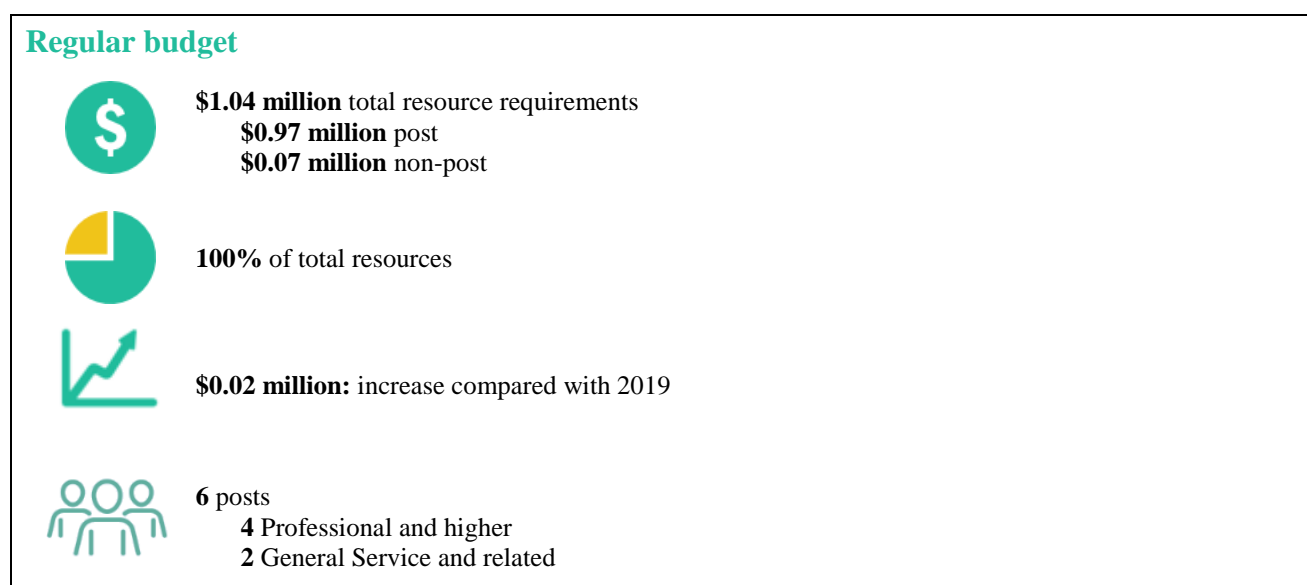 Regular budget
$
$1.04 million total resource requirements
$0.97 million post
$0.07 million non-post
100% of total resources
$0.02 million: increase compared with 2019
6 posts
4 Professional and higher
2 General Service and related